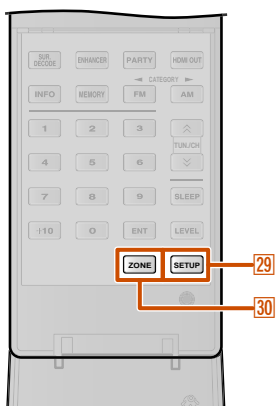 SUR. DECODE ENHANCER PARTY HDMI OUT
CATEGORY
INFO MEMORY FM AM
1 2 3
TUN./CH
4 5 6
7 8 9 SLEEP
+10 0 ENT LEVEL
ZONE SETUP 29
30